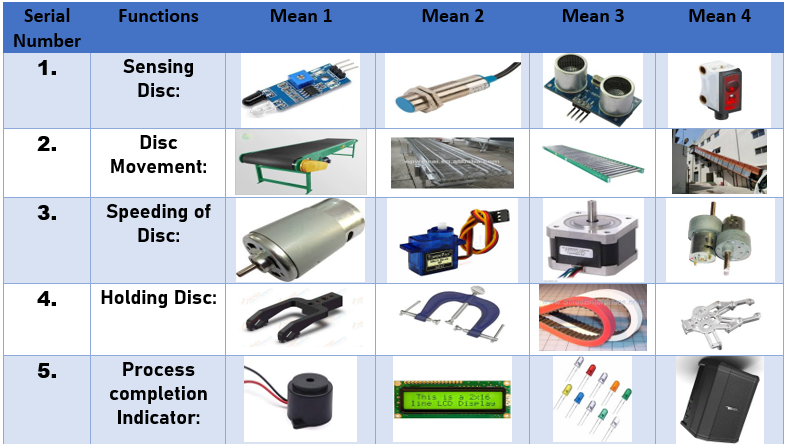 Serial
Number
Functions
Mean 1
Mean 2
Mean 3
Mean 4
1.
Sensing
Disc:
2.
Disc
Movement:
3.
Speeding of
Disc:
4.
Holding Disc:
5.
Process
completion
Indicator:
This is a 2x16
line LCD Display